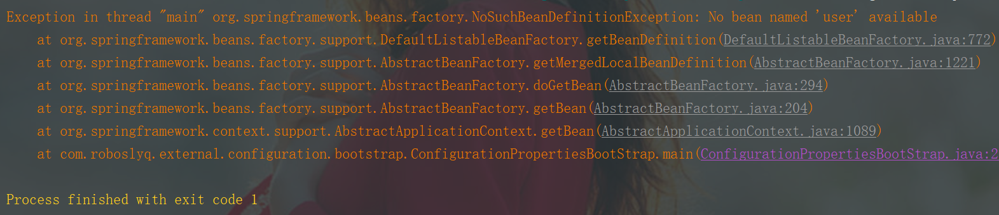 Exception in thread "main" org.springframework.beans.factory.NoSuchBeanDefinitionException: No bean named 'user' available
at org.springframework.beans.factory.support.DefaultListableBeanFactory.getBeanDefinition(DefaultListableBeanFactory.java:772)
at org.springframework.beans.factory.support.AbstractBeanFactory.getMergedLocalBeanDefinition(AbstractBeanFactory.java:1221)
at org.springframework.beans.factory.support.AbstractBeanFactory.doGetBean(AbstractBeanFactory.java:294)
at org.springframework.beans.factory.support.AbstractBeanFactory.getBean(AbstractBeanFactory.java:204)
at org.springframework.context.support.AbstractApplicationContext.getBean(AbstractApplicationContext.java:1089)
at com.roboslyq.external.configuration.bootstrap.ConfigurationPropertiesBootStrap.main(ConfigurationPropertiesBootStrap.java:2
Process finished with exit code 1